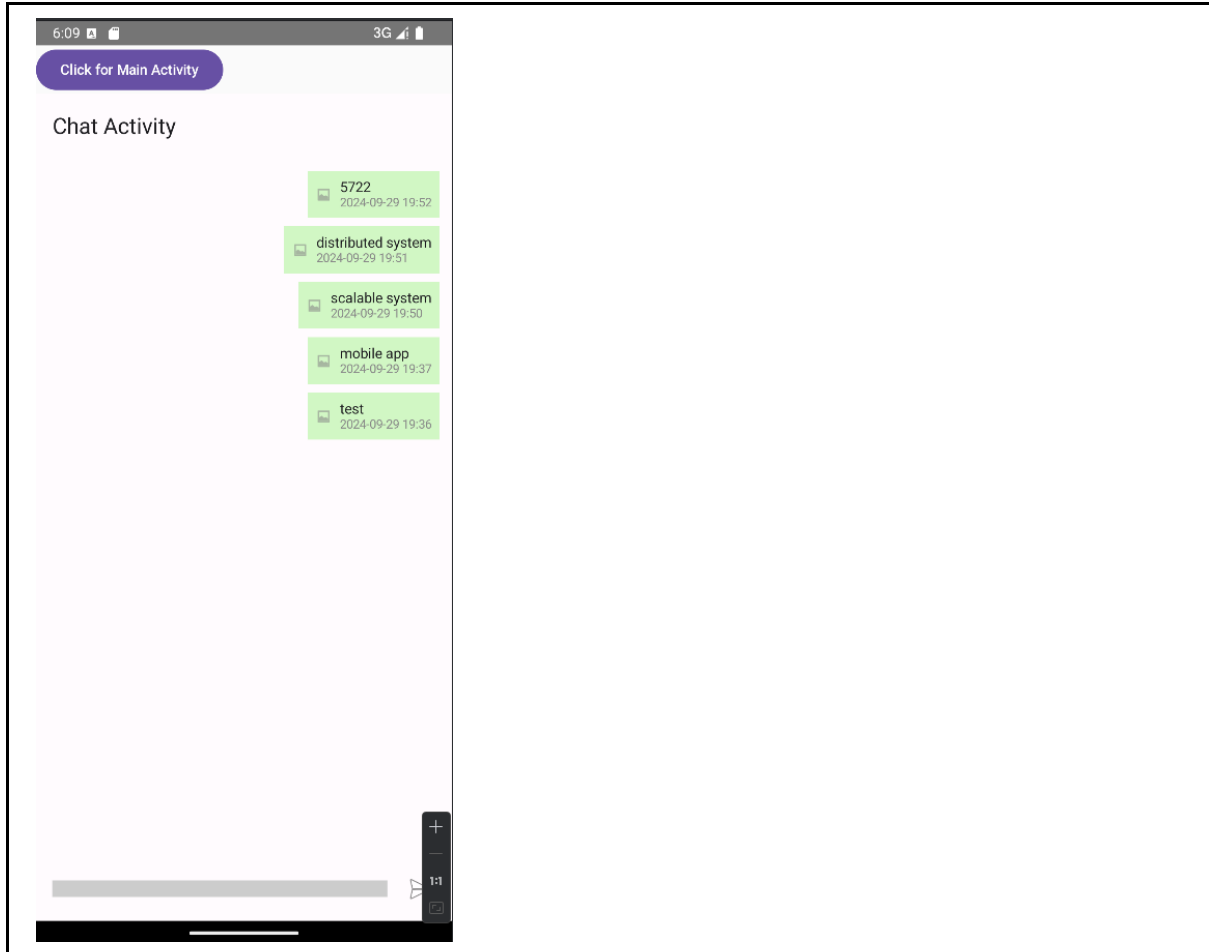 6:09
3G
Click for Main Activity
Chat Activity
5722
2024-09-29 19:52
distributed system
2024-09-29 19:51
scalable system
2024-09-29 19:50
mobile app
2024-09-29 19:37
test
2024-09-29 19:36
1:1